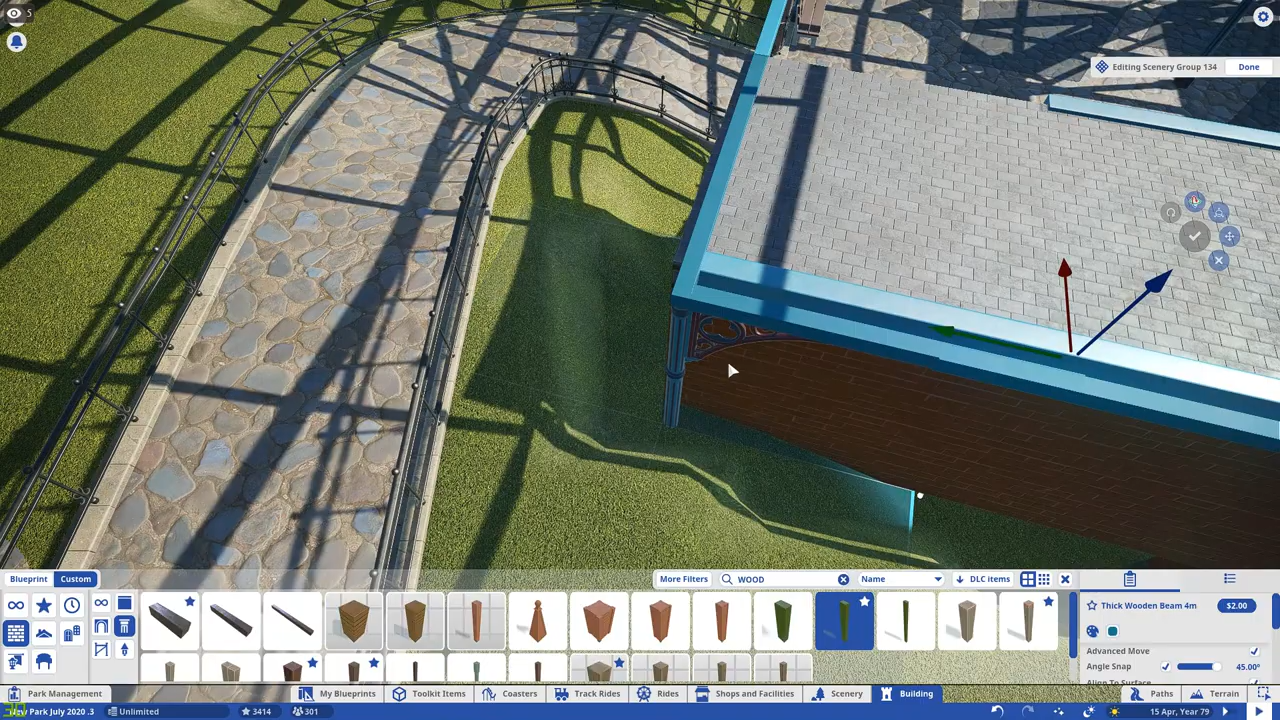 5
Editing Scenery Group 134 Done
Blueprint Custom More Filters WOOD Name DLC items
Thick Wooden Beam 4m $2.00
Advanced Move
Angle Snap 45.00°
Park Management My Blueprints Toolkit Items Coasters Track Rides Rides Shops and Facilities Scenery Building Paths Terrain
New Park July 2020 .3 Unlimited 3414 301 15 Apr, Year 79